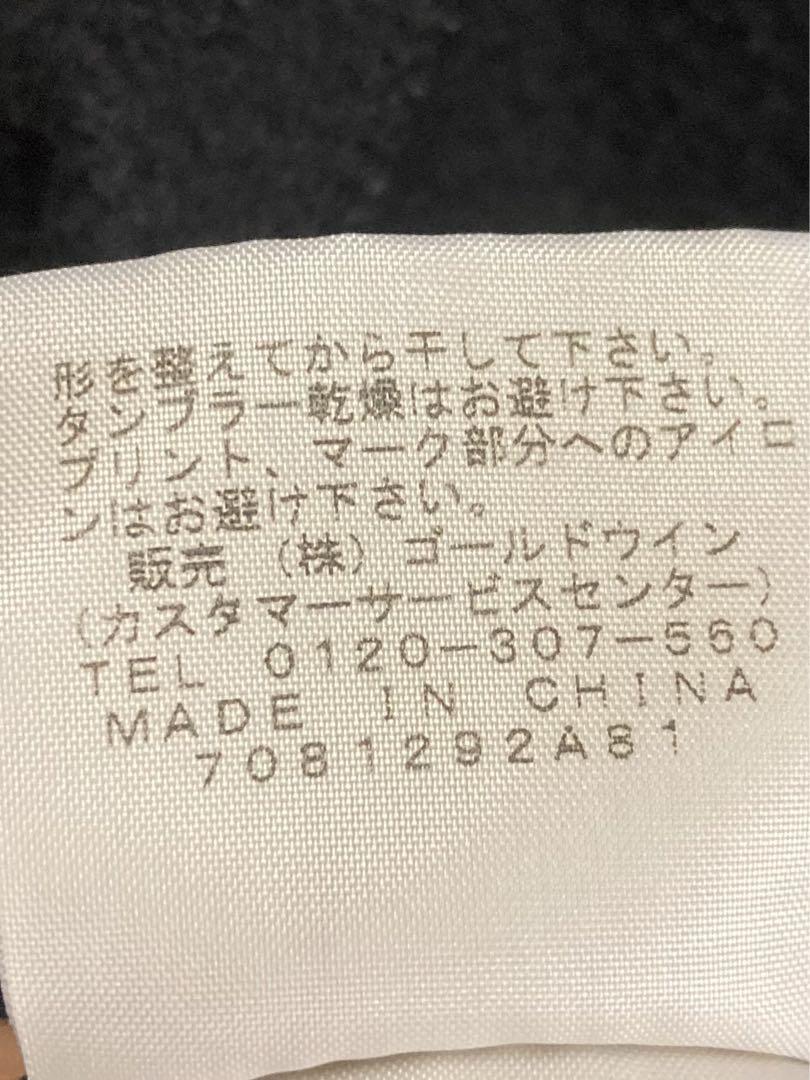 形を整えてから干して下さい。
タンブラー乾燥はお避け下さい。
プリント、マーク部分へのアイロ
ンはお避け下さい。
販売　（株）ゴールドウイン
（カスタマーサービスセンター）
ＴＥＬ　０１２０－３０７－５６０
ＭＡＤＥ　ＩＮ　ＣＨＩＮＡ
７０８１２９２Ａ８１